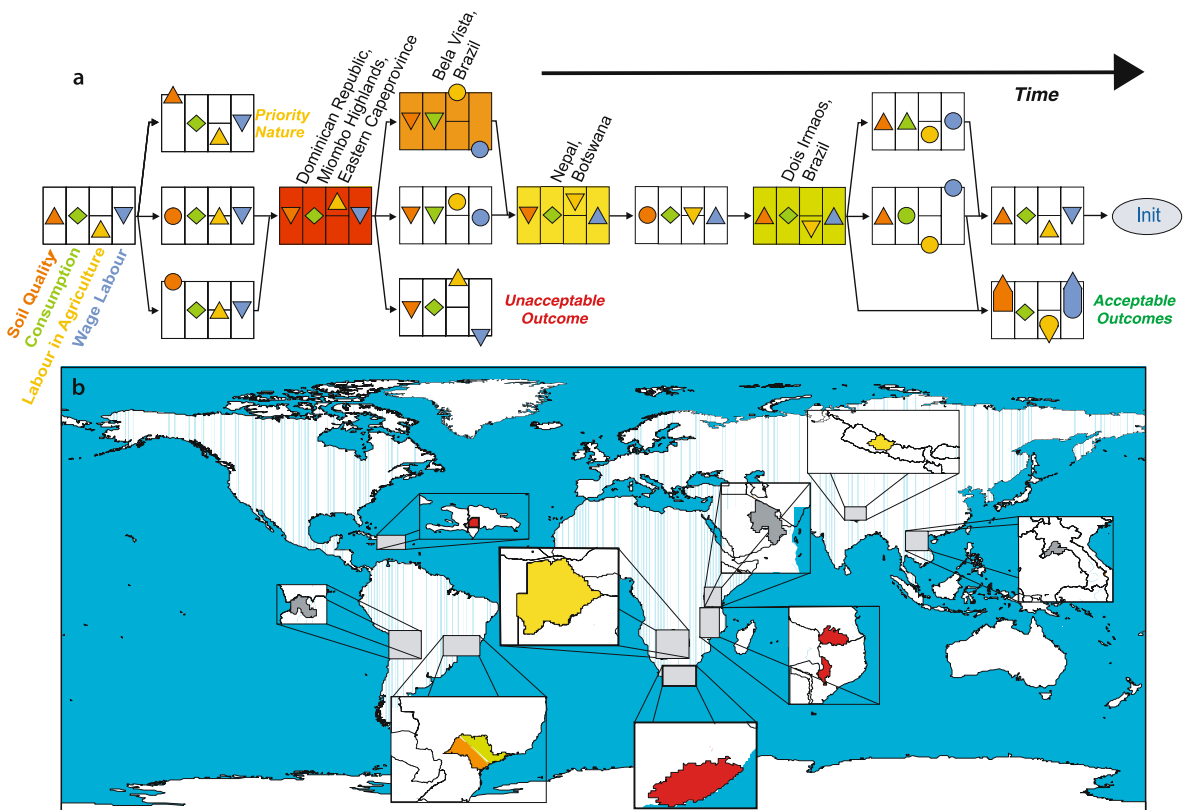 a
Priority
Nature
Dominican Republic,
Miombo Highlands,
Eastern Capeprovince
Bela Vista,
Brazil
Time
Nepal,
Botswana
Dois Irmaos,
Brazil
Init
Soil Quality
Consumption
Labour in Agriculture
Wage Labour
Unacceptable
Outcome
Acceptable
Outcomes
b